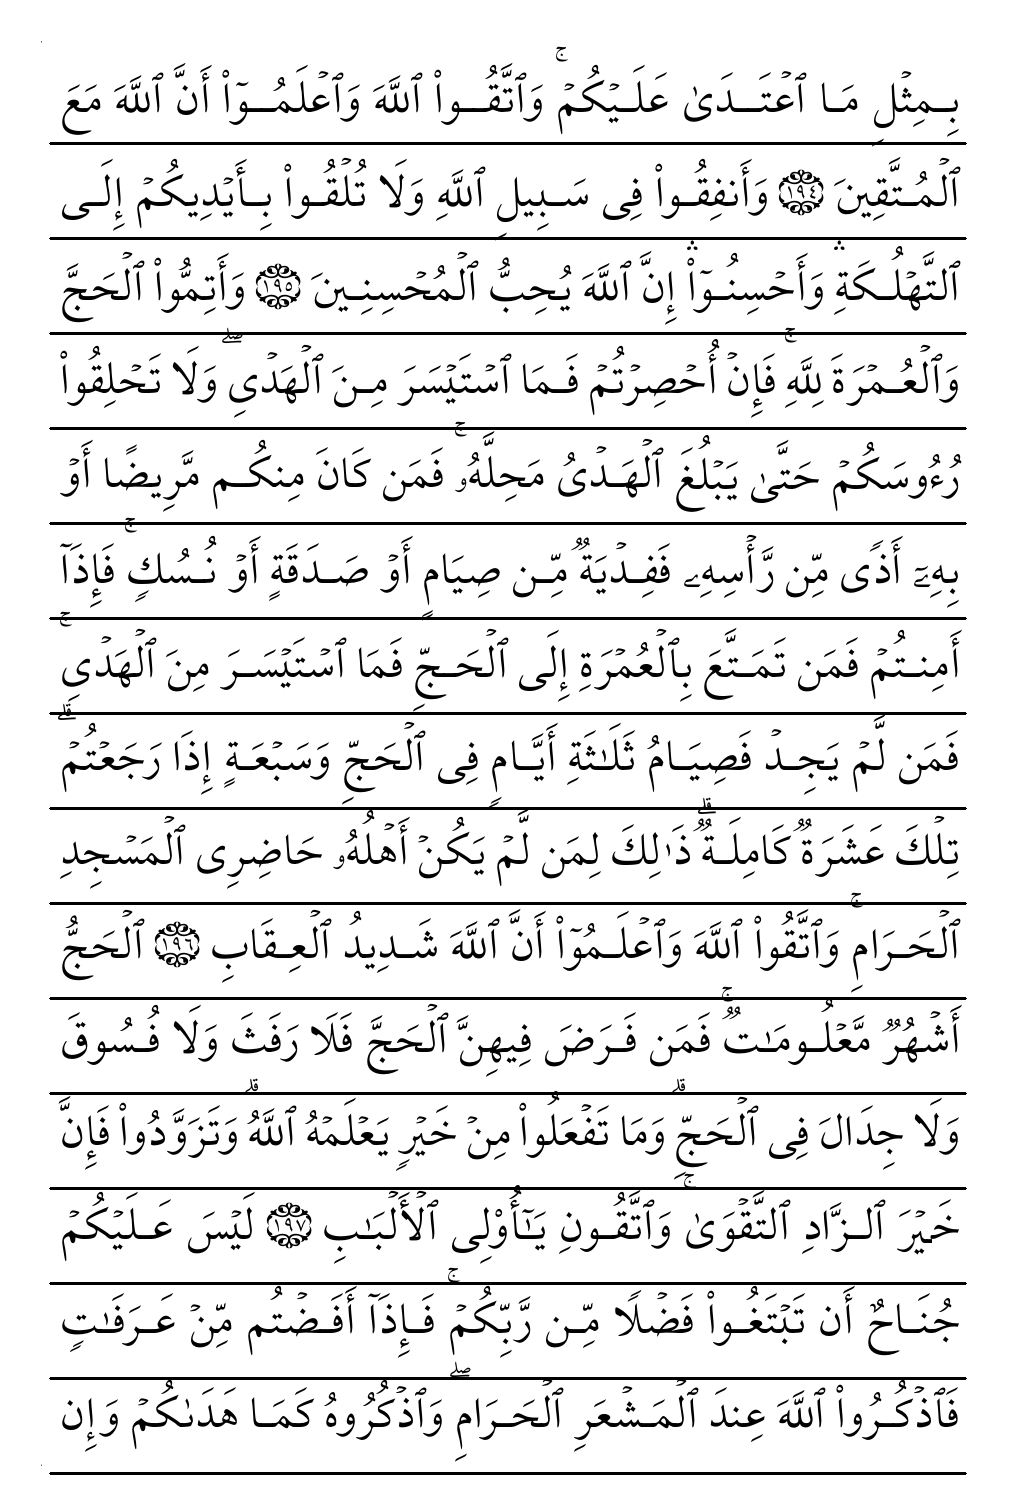 بِمِثْلِ مَا ٱعْتَدَىٰ عَلَيْكُمْ ۚ وَٱتَّقُوا۟ ٱللَّهَ وَٱعْلَمُوٓا۟ أَنَّ ٱللَّهَ مَعَ
ٱلْمُتَّقِينَ ١٩٤ وَأَنفِقُوا۟ فِى سَبِيلِ ٱللَّهِ وَلَا تُلْقُوا۟ بِأَيْدِيكُمْ إِلَى
ٱلتَّهْلُكَةِ ۛ وَأَحْسِنُوٓا۟ ۛ إِنَّ ٱللَّهَ يُحِبُّ ٱلْمُحْسِنِينَ ١٩٥ وَأَتِمُّوا۟ ٱلْحَجَّ
وَٱلْعُمْرَةَ لِلَّهِ ۚ فَإِنْ أُحْصِرْتُمْ فَمَا ٱسْتَيْسَرَ مِنَ ٱلْهَدْىِ ۖ وَلَا تَحْلِقُوا۟
رُءُوسَكُمْ حَتَّىٰ يَبْلُغَ ٱلْهَدْىُ مَحِلَّهُۥ ۚ فَمَن كَانَ مِنكُم مَّرِيضًا أَوْ
بِهِۦٓ أَذًى مِّن رَّأْسِهِۦ فَفِدْيَةٌ مِّن صِيَامٍ أَوْ صَدَقَةٍ أَوْ نُسُكٍ ۚ فَإِذَآ
أَمِنتُمْ فَمَن تَمَتَّعَ بِٱلْعُمْرَةِ إِلَى ٱلْحَجِّ فَمَا ٱسْتَيْسَرَ مِنَ ٱلْهَدْىِ ۚ
فَمَن لَّمْ يَجِدْ فَصِيَامُ ثَلَـٰثَةِ أَيَّامٍ فِى ٱلْحَجِّ وَسَبْعَةٍ إِذَا رَجَعْتُمْ ۗ
تِلْكَ عَشَرَةٌ كَامِلَةٌ ۗ ذَٰلِكَ لِمَن لَّمْ يَكُنْ أَهْلُهُۥ حَاضِرِى ٱلْمَسْجِدِ
ٱلْحَرَامِ ۚ وَٱتَّقُوا۟ ٱللَّهَ وَٱعْلَمُوٓا۟ أَنَّ ٱللَّهَ شَدِيدُ ٱلْعِقَابِ ١٩٦ ٱلْحَجُّ
أَشْهُرٌ مَّعْلُومَـٰتٌ ۚ فَمَن فَرَضَ فِيهِنَّ ٱلْحَجَّ فَلَا رَفَثَ وَلَا فُسُوقَ
وَلَا جِدَالَ فِى ٱلْحَجِّ ۗ وَمَا تَفْعَلُوا۟ مِنْ خَيْرٍ يَعْلَمْهُ ٱللَّهُ ۗ وَتَزَوَّدُوا۟ فَإِنَّ
خَيْرَ ٱلزَّادِ ٱلتَّقْوَىٰ ۚ وَٱتَّقُونِ يَـٰٓأُو۟لِى ٱلْأَلْبَـٰبِ ١٩٧ لَيْسَ عَلَيْكُمْ
جُنَاحٌ أَن تَبْتَغُوا۟ فَضْلًا مِّن رَّبِّكُمْ ۚ فَإِذَآ أَفَضْتُم مِّنْ عَرَفَـٰتٍ
فَٱذْكُرُوا۟ ٱللَّهَ عِندَ ٱلْمَشْعَرِ ٱلْحَرَامِ ۖ وَٱذْكُرُوهُ كَمَا هَدَىٰكُمْ وَإِن